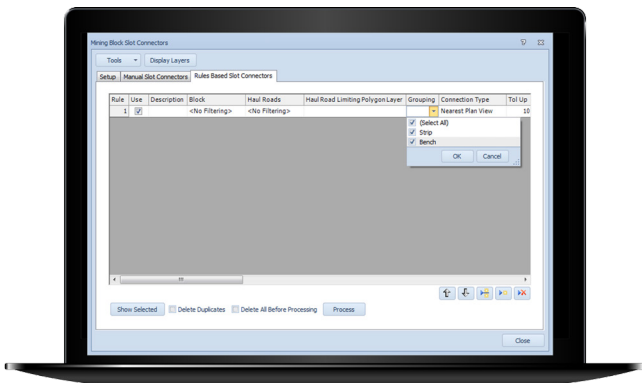 Mining Block Slot Connectors
Tools Display Layers
Setup Manual Slot Connectors Rules Based Slot Connectors
Rule Use Description Block Haul Roads Haul Road Limiting Polygon Layer Grouping Connection Type Tol Up
1 <No Filtering> <No Filtering> Nearest Plan View 10
(Select All)
Strip
Bench
OK Cancel
Show Selected Delete Duplicates Delete All Before Processing Process
Close